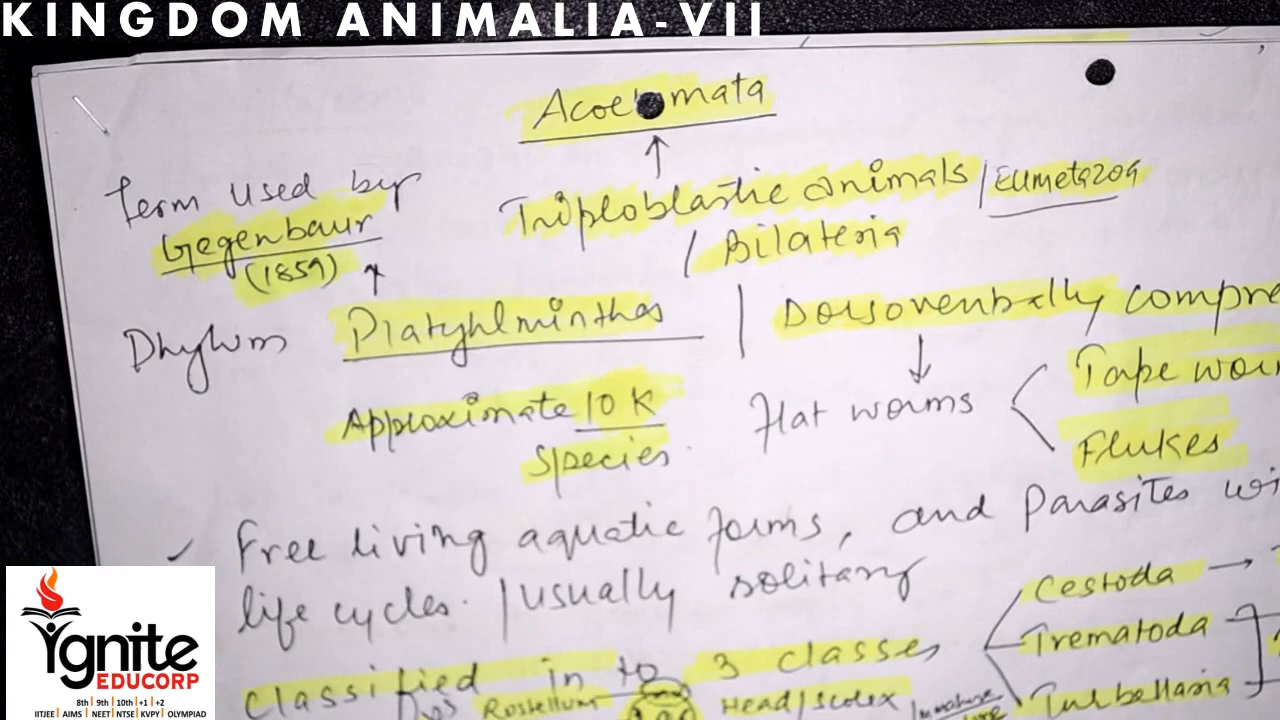 KINGDOM ANIMALIA-VII
Acoelomata
Term used by
Gegenbaur
(1859)
Triploblastic animals / Eumetazoa
/ Bilateria
Phylum Platyhlminthas
| Dorsoventrally compre
Approximate 10 K
species.
Flat worms
Tape wor
Flukes
Free living aquatic forms, and Parasites wi
life cycles. / usually solitary
Classified in to 3 classes
Cestoda →
Trematoda
Turbellaria
Rostellum
Head/scolex
Ignite
EDUCORP
8th | 9th | 10th | +1 | +2
IITJEE | AIMS | NEET | NTSE | KVPY | OLYMPIAD